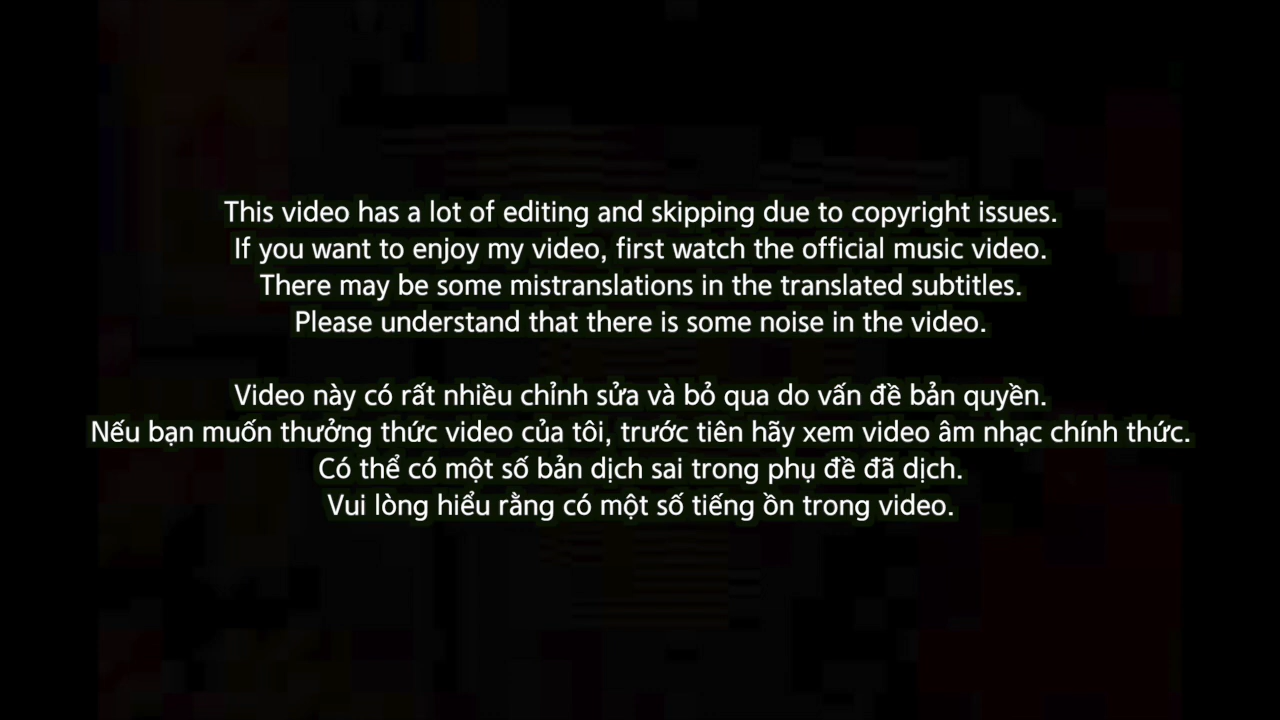 This video has a lot of editing and skipping due to copyright issues.
If you want to enjoy my video, first watch the official music video.
There may be some mistranslations in the translated subtitles.
Please understand that there is some noise in the video.
Video này có rất nhiều chỉnh sửa và bỏ qua do vấn đề bản quyền.
Nếu bạn muốn thưởng thức video của tôi, trước tiên hãy xem video âm nhạc chính thức.
Có thể có một số bản dịch sai trong phụ đề đã dịch.
Vui lòng hiểu rằng có một số tiếng ồn trong video.